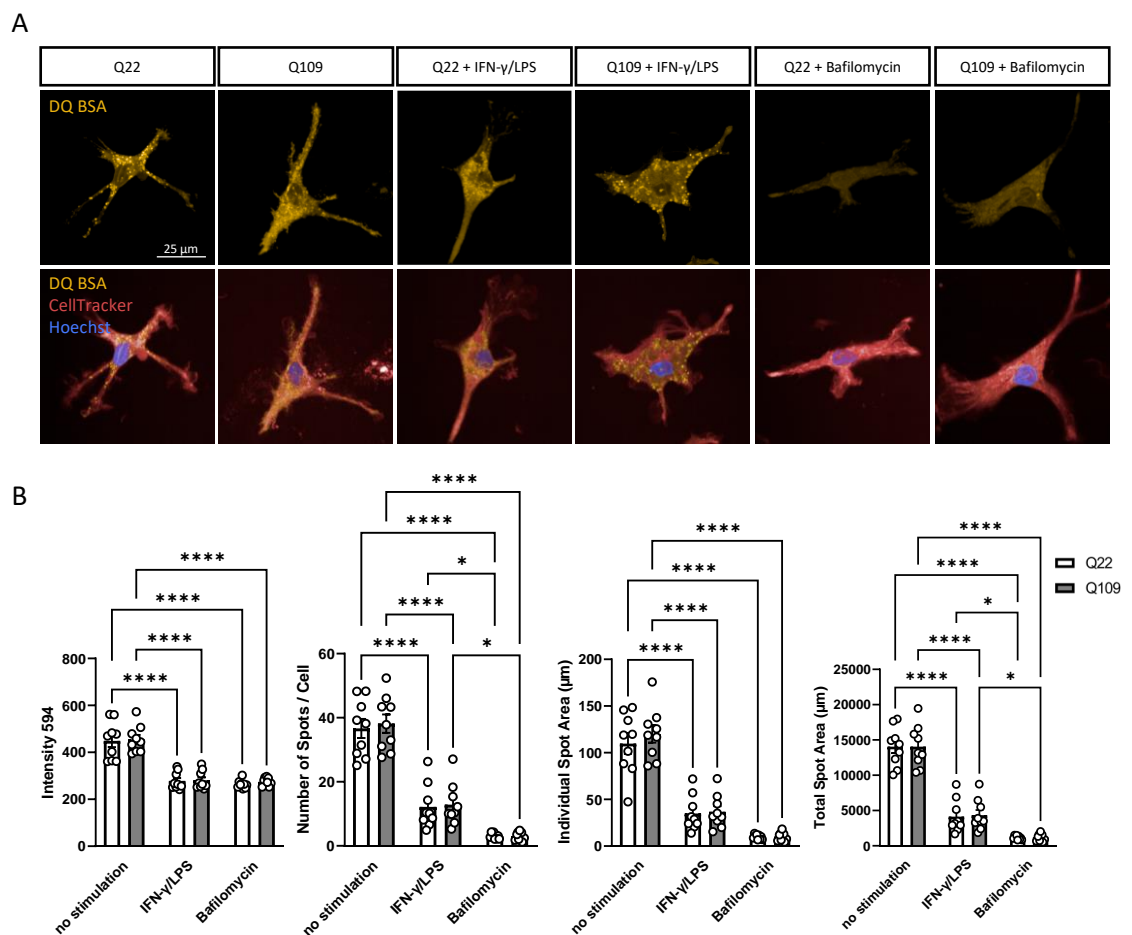 A
Q22
Q109
Q22 + IFN-γ/LPS
Q109 + IFN-γ/LPS
Q22 + Bafilomycin
Q109 + Bafilomycin
DQ BSA
25 µm
DQ BSA
CellTracker
Hoechst
B
Intensity 594
800
600
400
200
0
****
****
****
****
no stimulation
IFN-γ/LPS
Bafilomycin
Number of Spots / Cell
60
40
20
0
****
****
*
****
****
*
no stimulation
IFN-γ/LPS
Bafilomycin
Individual Spot Area (µm)
200
150
100
50
0
****
****
****
****
no stimulation
IFN-γ/LPS
Bafilomycin
Total Spot Area (µm)
25000
20000
15000
10000
5000
0
****
****
*
****
****
*
no stimulation
IFN-γ/LPS
Bafilomycin
Q22
Q109